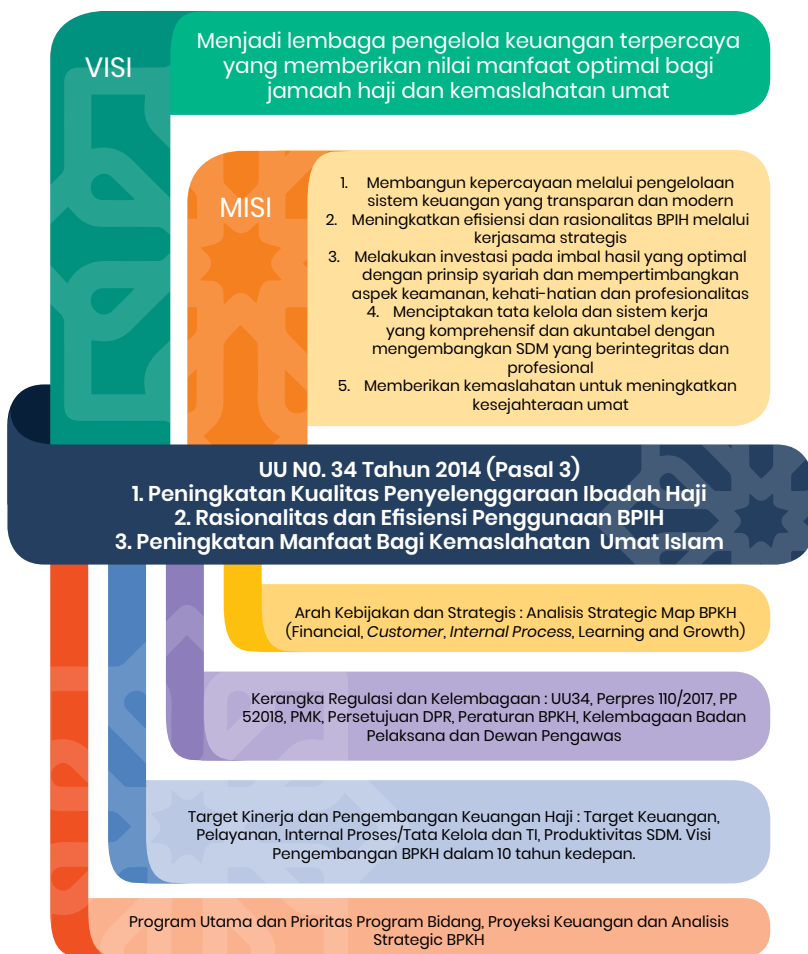 VISI
Menjadi lembaga pengelola keuangan terpercaya
yang memberikan nilai manfaat optimal bagi
jamaah haji dan kemaslahatan umat
MISI
1. Membangun kepercayaan melalui pengelolaan
sistem keuangan yang transparan dan modern
2. Meningkatkan efisiensi dan rasionalitas BPIH melalui
kerjasama strategis
3. Melakukan investasi pada imbal hasil yang optimal
dengan prinsip syariah dan mempertimbangkan
aspek keamanan, kehati-hatian dan profesionalitas
4. Menciptakan tata kelola dan sistem kerja
yang komprehensif dan akuntabel dengan
mengembangkan SDM yang berintegritas dan
profesional
5. Memberikan kemaslahatan untuk meningkatkan
kesejahteraan umat
UU N0. 34 Tahun 2014 (Pasal 3)
1. Peningkatan Kualitas Penyelenggaraan Ibadah Haji
2. Rasionalitas dan Efisiensi Penggunaan BPIH
3. Peningkatan Manfaat Bagi Kemaslahatan Umat Islam
Arah Kebijakan dan Strategis : Analisis Strategic Map BPKH
(Financial, Customer, Internal Process, Learning and Growth)
Kerangka Regulasi dan Kelembagaan : UU34, Perpres 110/2017, PP
52018, PMK, Persetujuan DPR, Peraturan BPKH, Kelembagaan Badan
Pelaksana dan Dewan Pengawas
Target Kinerja dan Pengembangan Keuangan Haji : Target Keuangan,
Pelayanan, Internal Proses/Tata Kelola dan TI, Produktivitas SDM. Visi
Pengembangan BPKH dalam 10 tahun kedepan.
Program Utama dan Prioritas Program Bidang, Proyeksi Keuangan dan Analisis
Strategic BPKH